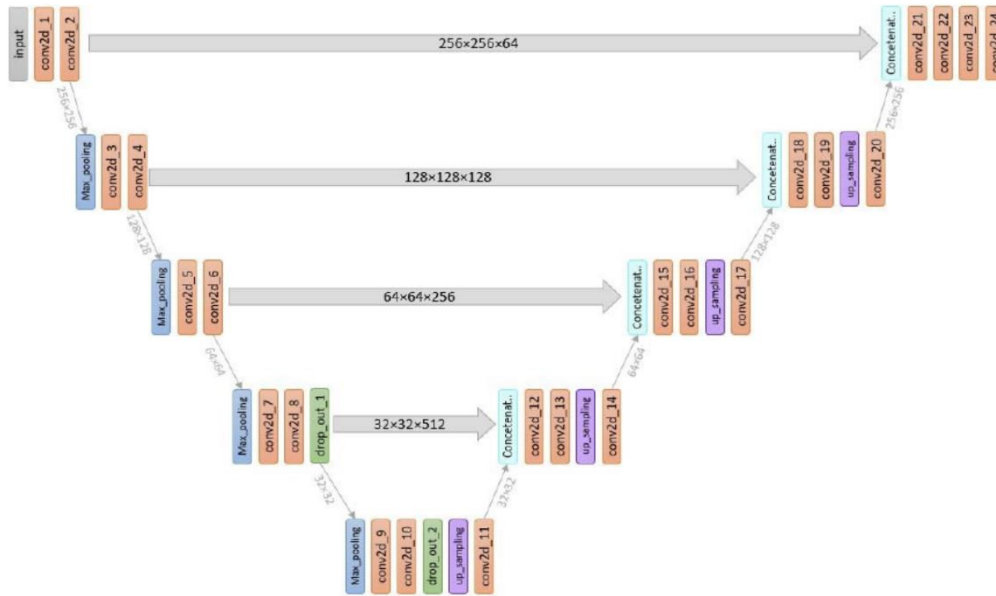 input
conv2d_1
conv2d_2
256×256×64
Concetenat..
conv2d_21
conv2d_22
conv2d_23
conv2d_24
256×256
256×256
Max_pooling
conv2d_3
conv2d_4
128×128×128
Concetenat..
conv2d_18
conv2d_19
up_sampling
conv2d_20
128×128
128×128
Max_pooling
conv2d_5
conv2d_6
64×64×256
Concetenat..
conv2d_15
conv2d_16
up_sampling
conv2d_17
64×64
64×64
Max_pooling
conv2d_7
conv2d_8
drop_out_1
32×32×512
Concetenat..
conv2d_12
conv2d_13
up_sampling
conv2d_14
32×32
32×32
Max_pooling
conv2d_9
conv2d_10
drop_out_2
up_sampling
conv2d_11